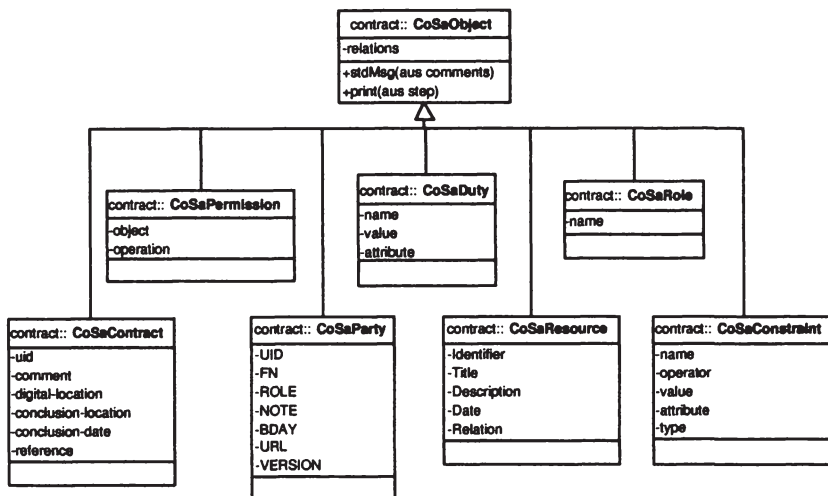 contract:: CoSaObject
-relations
+stdMsg(aus comments)
+print(aus step)
contract:: CoSaPermission
-object
-operation
contract:: CoSaDuty
-name
-value
-attribute
contract:: CoSaRole
-name
contract:: CoSaContract
-uid
-comment
-digital-location
-conclusion-location
-conclusion-date
-reference
contract:: CoSaParty
-UID
-FN
-ROLE
-NOTE
-BDAY
-URL
-VERSION
contract:: CoSaResource
-Identifier
-Title
-Description
-Date
-Relation
contract:: CoSaConstraint
-name
-operator
-value
-attribute
-type